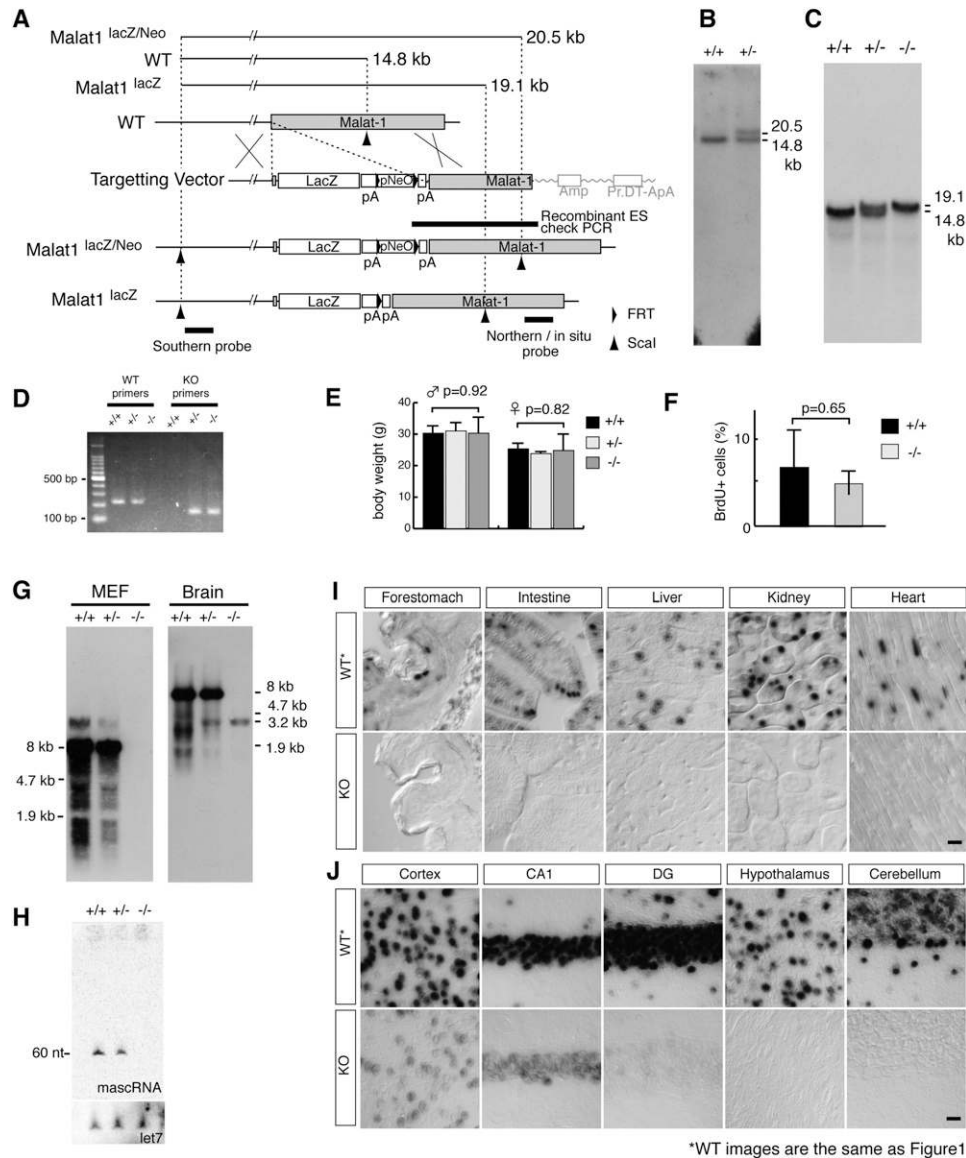 A
Malat1 lacZ/Neo
20.5 kb
WT
14.8 kb
Malat1 lacZ
19.1 kb
WT
Malat-1
Targetting Vector
LacZ
pNeO
Malat-1
Amp
Pr.DT-ApA
pA
pA
Recombinant ES
check PCR
Malat1 lacZ/Neo
LacZ
pNeO
Malat-1
pA
pA
Malat1 lacZ
LacZ
Malat-1
pA pA
FRT
ScaI
Southern probe
Northern / in situ
probe
B
+/+ +/-
20.5
14.8
kb
C
+/+ +/- -/-
19.1
14.8
kb
D
WT
primers
KO
primers
+/+ +/- -/- +/+ +/- -/-
500 bp
100 bp
E
♂ p=0.92
♀ p=0.82
+/+
+/-
-/-
body weight (g)
40
30
20
10
0
F
p=0.65
+/+
-/-
BrdU+ cells (%)
10
0
G
MEF
Brain
+/+ +/- -/-
+/+ +/- -/-
8 kb
4.7 kb
1.9 kb
8 kb
4.7 kb
3.2 kb
1.9 kb
H
+/+ +/- -/-
60 nt
mascRNA
let7
I
Forestomach Intestine Liver Kidney Heart
WT*
KO
J
Cortex CA1 DG Hypothalamus Cerebellum
WT*
KO
*WT images are the same as Figure1